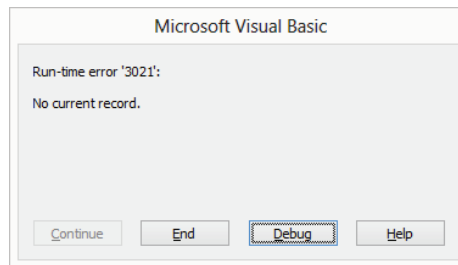 Microsoft Visual Basic
Run-time error '3021':
No current record.
Continue End Debug Help